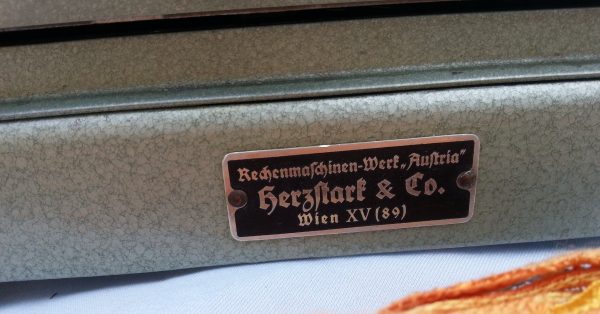 Rechenmaschinen-Werk „Austria"
Herzstark & Co.
Wien XV (89)